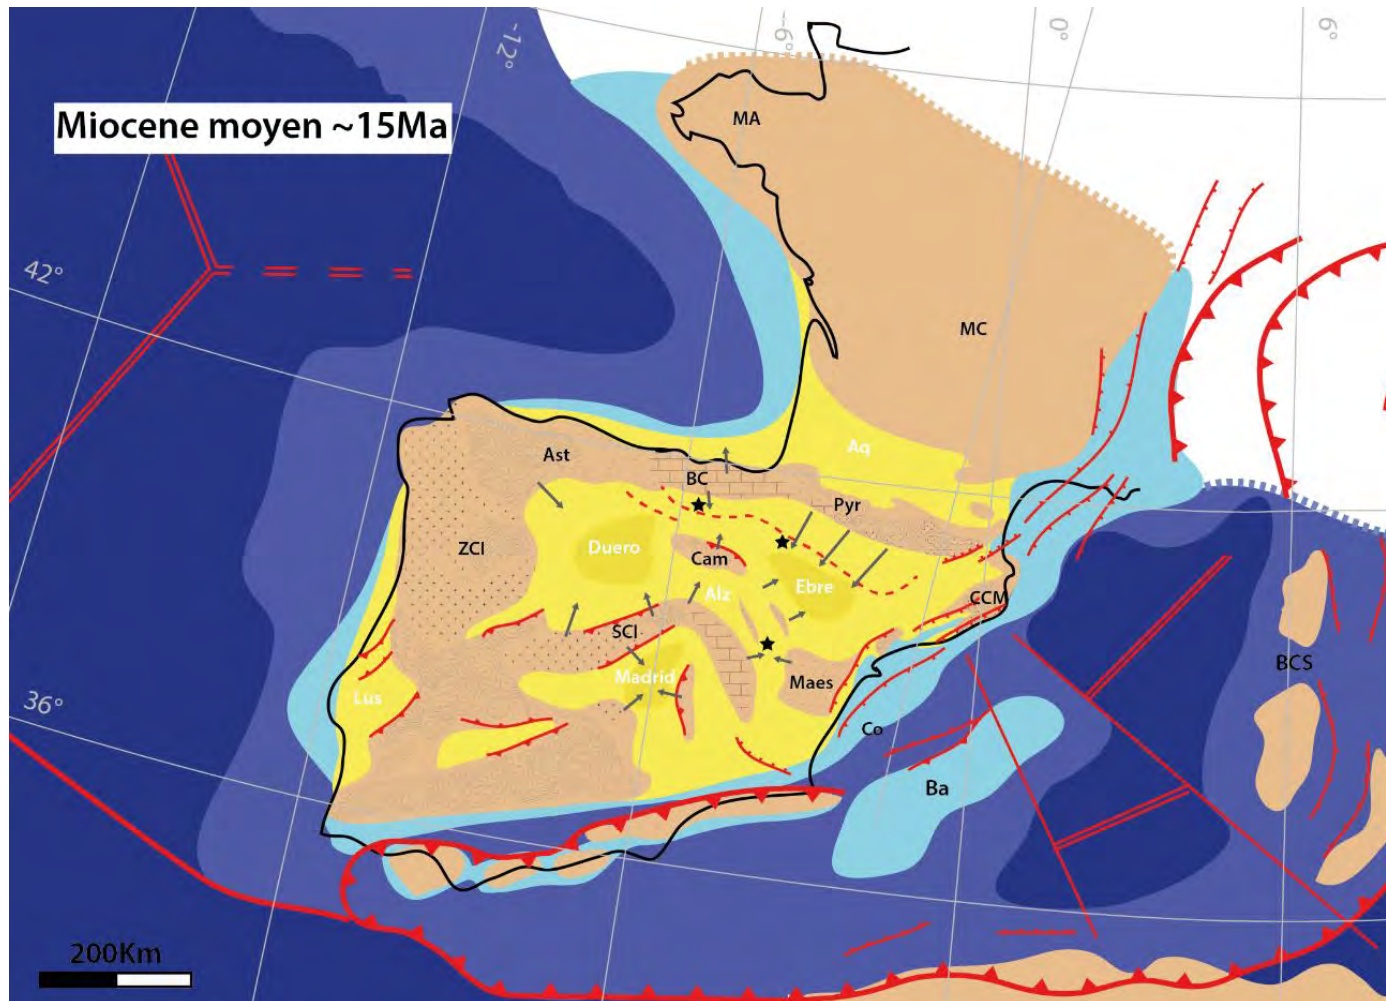 -12°
-6°
0°
6°
Miocene moyen ~15Ma
MA
42°
MC
Ast
BC
Aq
Pyr
ZCI
Duero
Cam
Ebre
Alz
CCM
SCI
BCS
Madrid
Maes
Lus
36°
Co
Ba
200Km